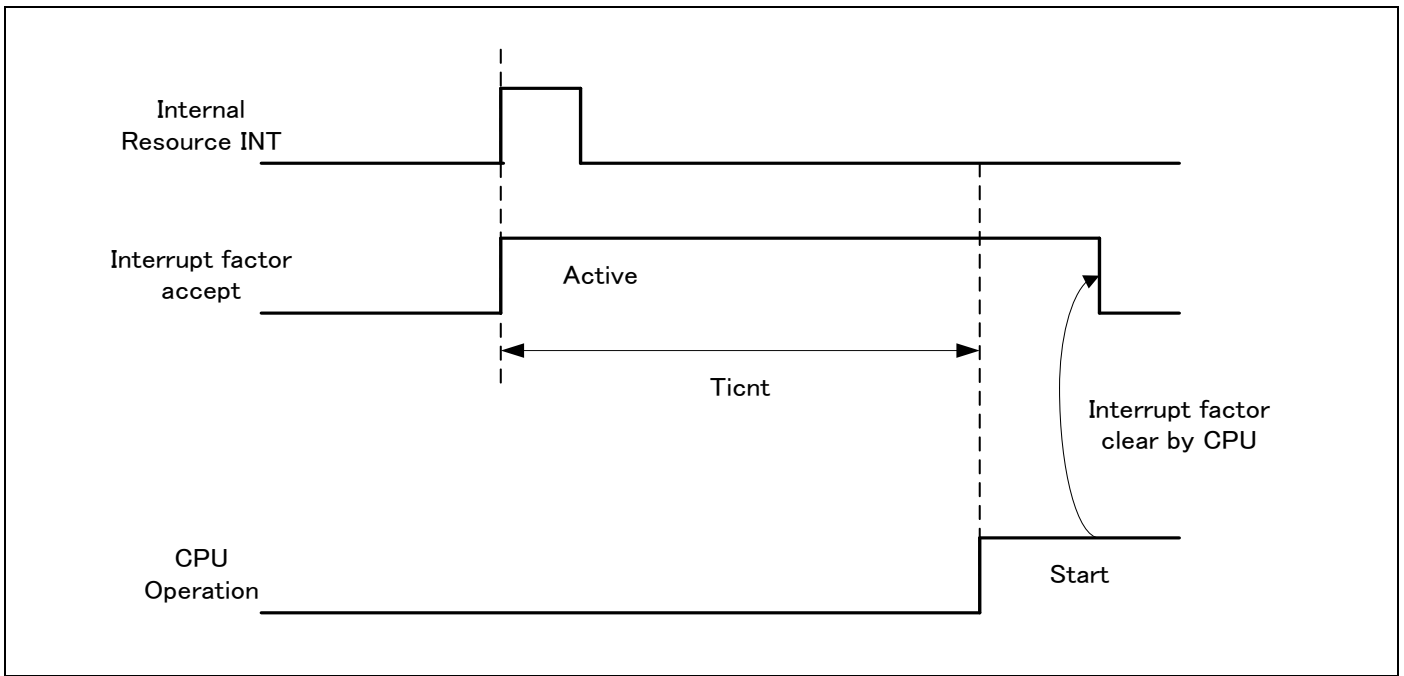 Internal
Resource INT
Interrupt factor
accept
Active
Ticnt
Interrupt factor
clear by CPU
CPU
Operation
Start